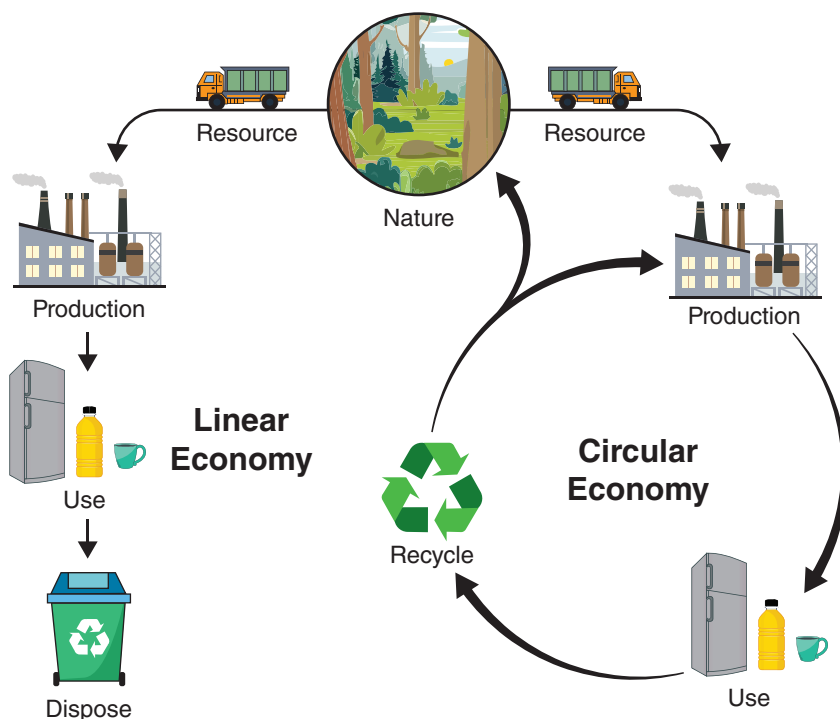 Resource
Resource
Nature
Production
Production
Linear
Economy
Circular
Economy
Use
Recycle
Use
Dispose